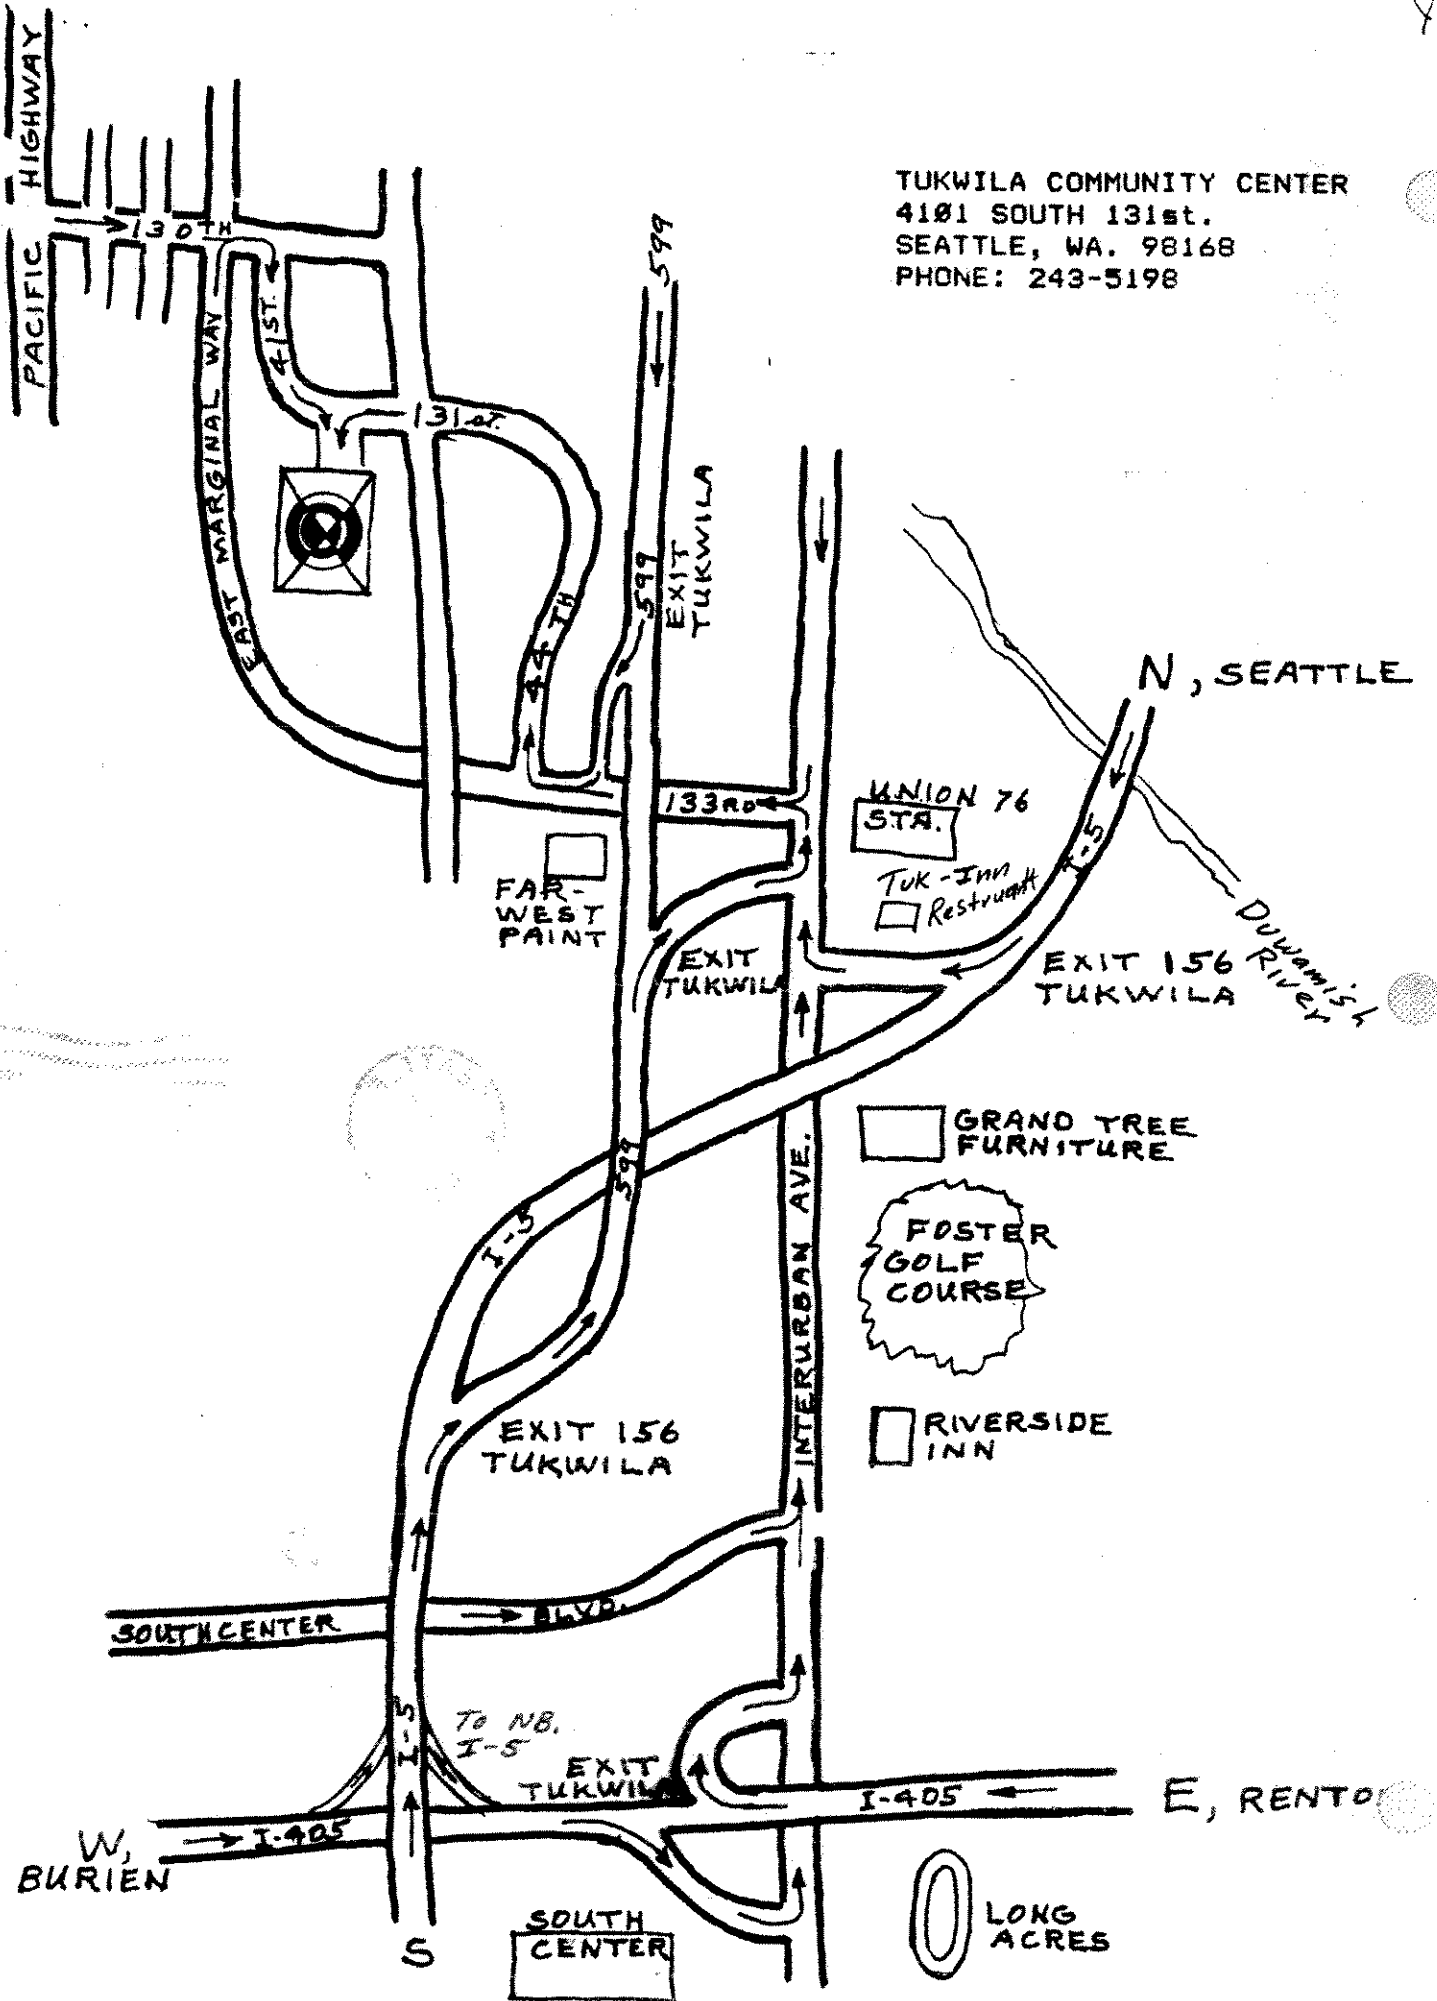 PACIFIC HIGHWAY
130TH
TUKWILA COMMUNITY CENTER
4101 SOUTH 131st.
SEATTLE, WA. 98168
PHONE: 243-5198
599
41ST.
EAST MARGINAL WAY
131ST.
44TH
599
EXIT
TUKWILA
N, SEATTLE
133RD
UNION 76
STA.
I-5
Tuk-Inn
Restruant
Duwamish
River
FAR-
WEST
PAINT
EXIT
TUKWILA
EXIT 156
TUKWILA
GRAND TREE
FURNITURE
599
I-5
INTERURBAN AVE.
FOSTER
GOLF
COURSE
EXIT 156
TUKWILA
RIVERSIDE
INN
SOUTHCENTER BLVD.
I-5
To NB.
I-5
EXIT
TUKWILA
I-405
E, RENTO
W,
BURIEN
I-405
S
SOUTH
CENTER
LONG
ACRES